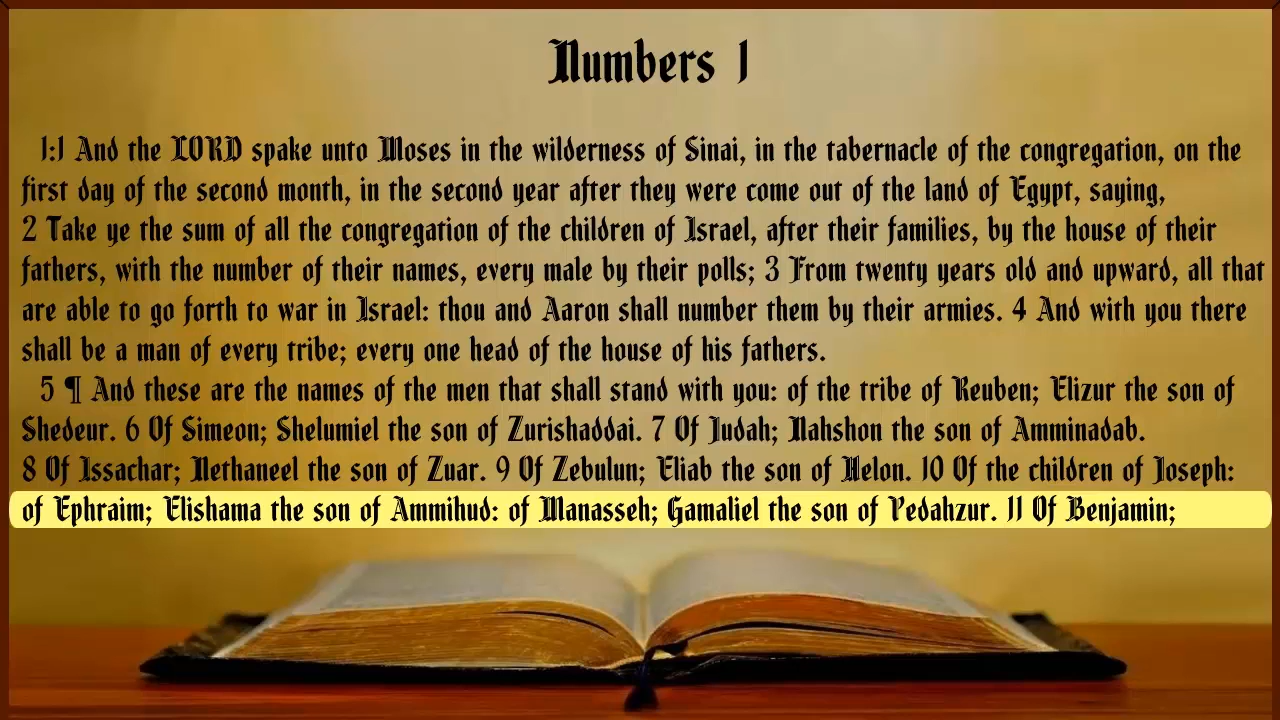 Numbers 1
1:1 And the LORD spake unto Moses in the wilderness of Sinai, in the tabernacle of the congregation, on the
first day of the second month, in the second year after they were come out of the land of Egypt, saying,
2 Take ye the sum of all the congregation of the children of Israel, after their families, by the house of their
fathers, with the number of their names, every male by their polls; 3 From twenty years old and upward, all that
are able to go forth to war in Israel: thou and Aaron shall number them by their armies. 4 And with you there
shall be a man of every tribe; every one head of the house of his fathers.
5 ¶ And these are the names of the men that shall stand with you: of the tribe of Reuben; Elizur the son of
Shedeur. 6 Of Simeon; Shelumiel the son of Zurishaddai. 7 Of Judah; Nahshon the son of Amminadab.
8 Of Issachar; Nethaneel the son of Zuar. 9 Of Zebulun; Eliab the son of Helon. 10 Of the children of Joseph:
of Ephraim; Elishama the son of Ammihud: of Manasseh; Gamaliel the son of Pedahzur. 11 Of Benjamin;